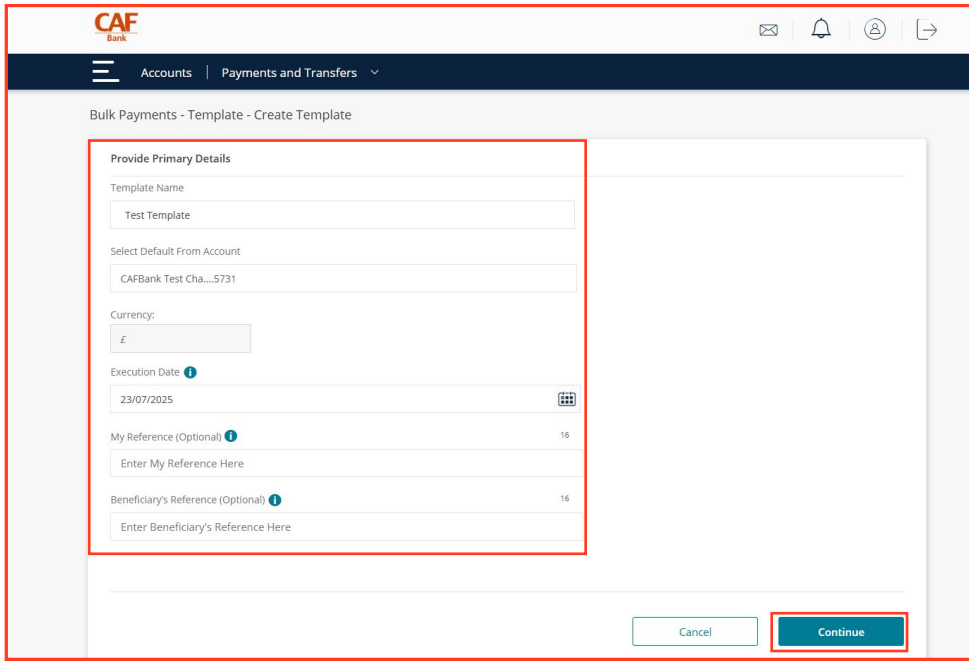 CAF
Bank
Accounts | Payments and Transfers
Bulk Payments - Template - Create Template
Provide Primary Details
Template Name
Test Template
Select Default From Account
CAFBank Test Cha....5731
Currency:
£
Execution Date i
23/07/2025
My Reference (Optional) i 16
Enter My Reference Here
Beneficiary's Reference (Optional) i 16
Enter Beneficiary's Reference Here
Cancel Continue